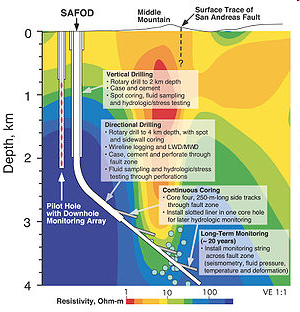 SAFOD
Middle
Mountain
Surface Trace of
San Andreas Fault
?
Depth, km
0
1
2
3
4
Vertical Drilling
• Rotary drill to 2 km depth
• Case and cement
• Spot coring, fluid sampling
and hydrologic/stress testing
Directional Drilling
• Rotary drill to 4 km depth, with spot
and sidewall coring
• Wireline logging and LWD/MWD
• Case, cement and perforate through
fault zone
• Fluid sampling and hydrologic/stress
testing through perforations
Pilot Hole
with Downhole
Monitoring Array
Continuous Coring
• Core four, 250-m-long side tracks
through fault zone
• Install slotted liner in one core hole
for later hydrologic monitoring
Long-Term Monitoring
(~ 20 years)
• Install monitoring string
across fault zone
(seismometry, fluid pressure,
temperature and deformation)
Resistivity, Ohm-m
1
10
100
VE 1:1